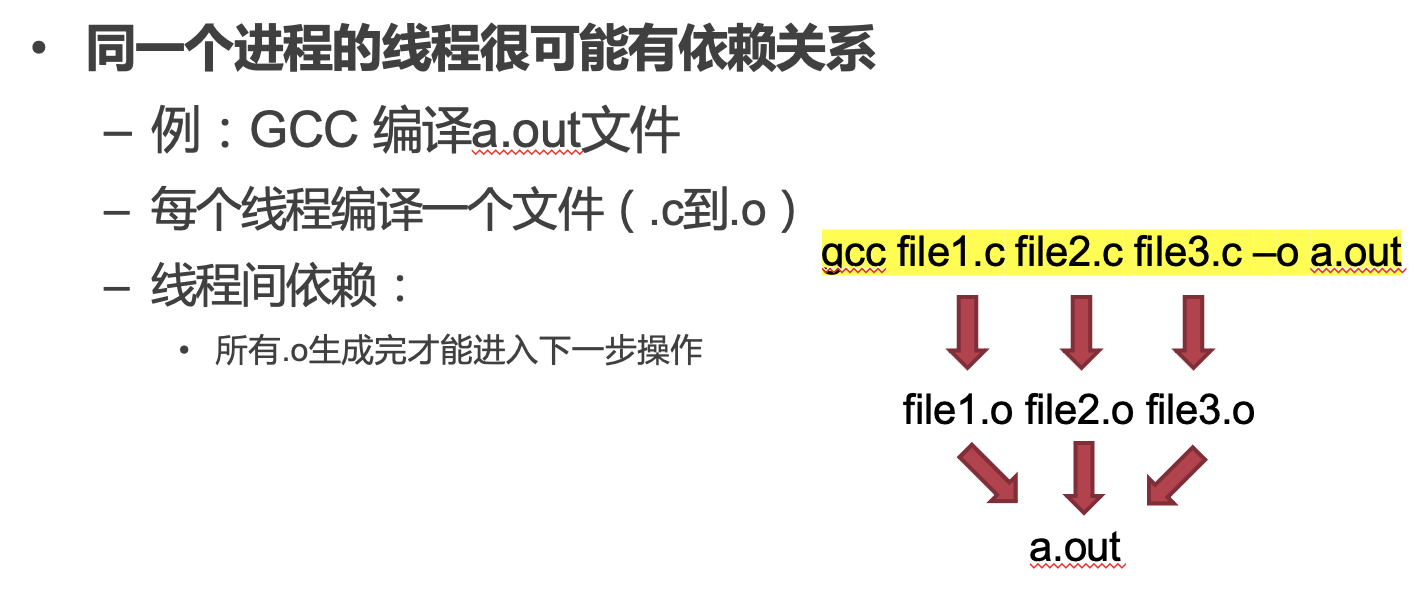 • 同一个进程的线程很可能有依赖关系
– 例：GCC 编译a.out文件
– 每个线程编译一个文件（.c到.o）
– 线程间依赖：
• 所有.o生成完才能进入下一步操作
gcc file1.c file2.c file3.c –o a.out
file1.o file2.o file3.o
a.out